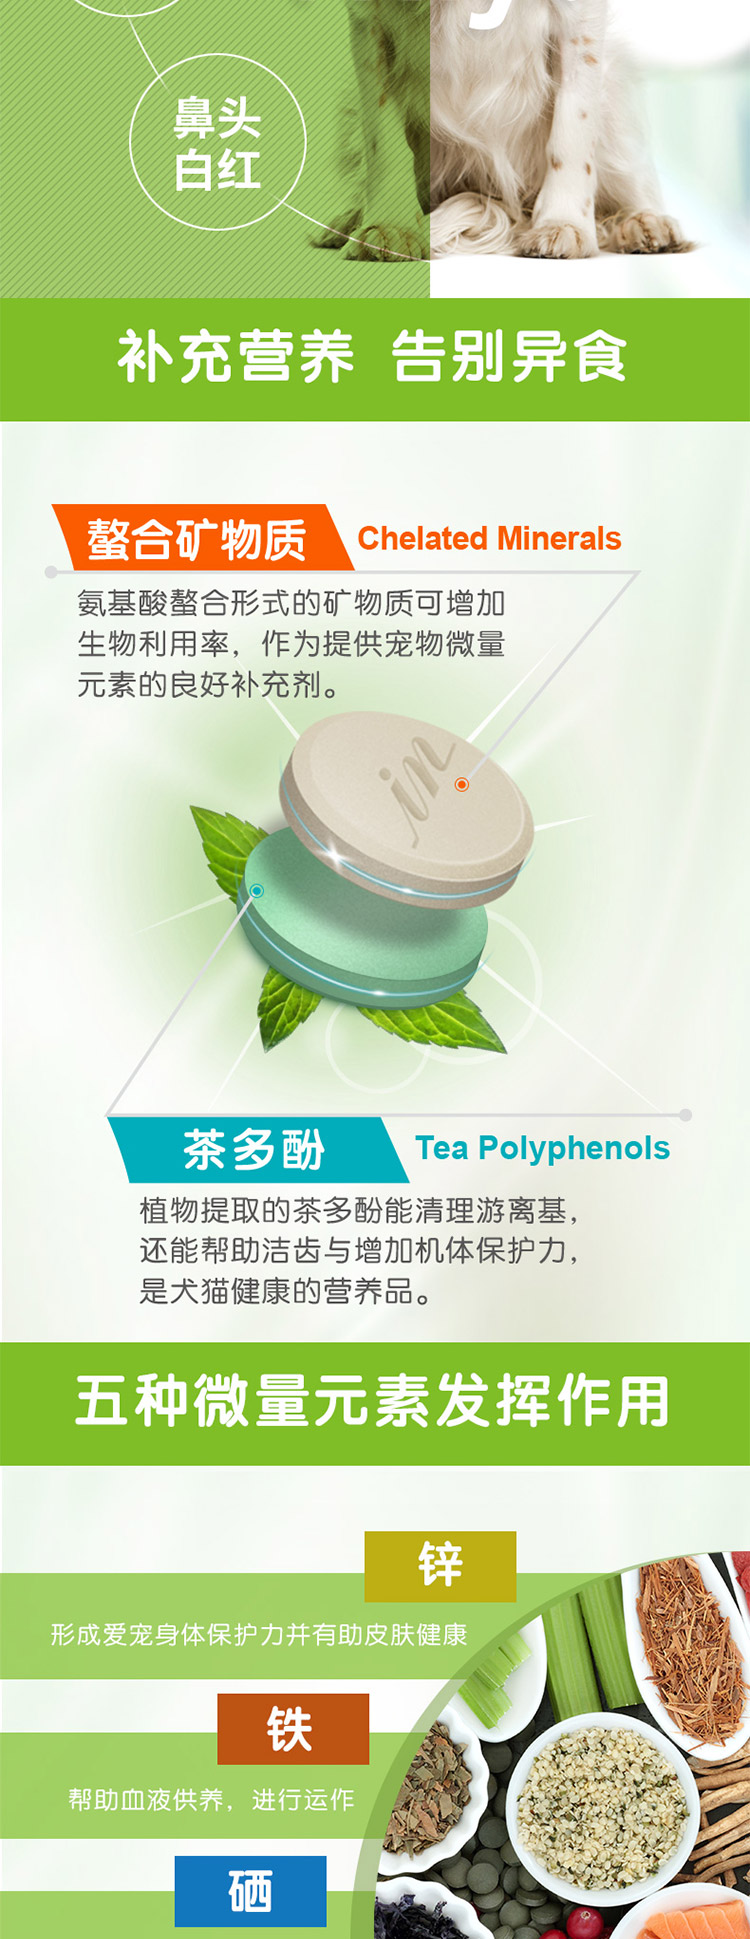 鼻头
白红
补充营养 告别异食
螯合矿物质 Chelated Minerals
氨基酸螯合形式的矿物质可增加
生物利用率，作为提供宠物微量
元素的良好补充剂。
in
茶多酚 Tea Polyphenols
植物提取的茶多酚能清理游离基，
还能帮助洁齿与增加机体保护力，
是犬猫健康的营养品。
五种微量元素发挥作用
锌
形成爱宠身体保护力并有助皮肤健康
铁
帮助血液供养，进行运作
硒